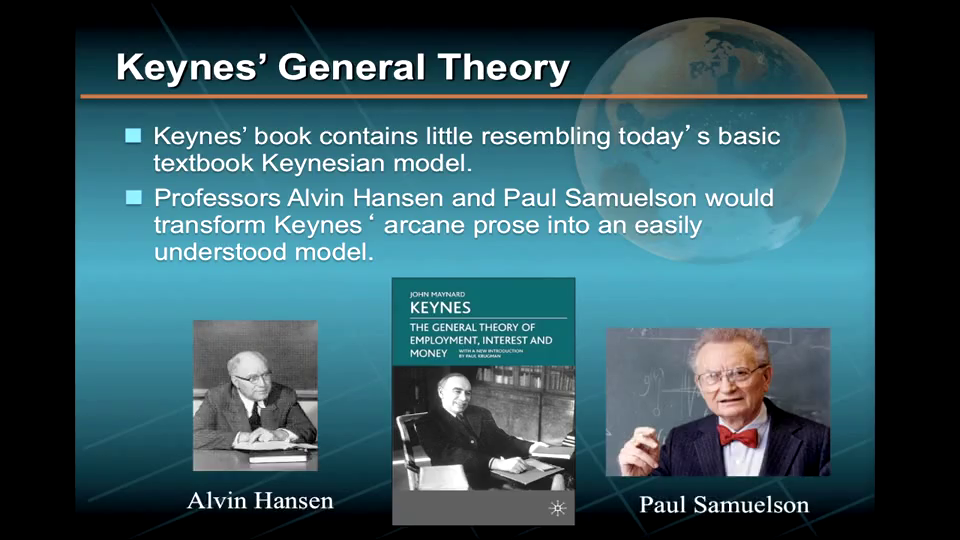 Keynes’ General Theory
Keynes’ book contains little resembling today’s basic
textbook Keynesian model.
Professors Alvin Hansen and Paul Samuelson would
transform Keynes ‘ arcane prose into an easily
understood model.
JOHN MAYNARD
KEYNES
THE GENERAL THEORY OF
EMPLOYMENT, INTEREST AND
MONEY WITH A NEW INTRODUCTION
BY PAUL KRUGMAN
Alvin Hansen
Paul Samuelson